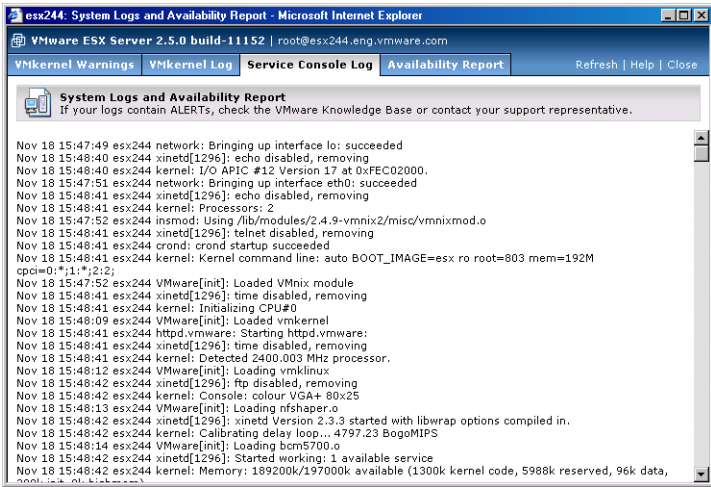 esx244: System Logs and Availability Report - Microsoft Internet Explorer
VMware ESX Server 2.5.0 build-11152 | root@esx244.eng.vmware.com
VMkernel Warnings VMkernel Log Service Console Log Availability Report Refresh | Help | Close
System Logs and Availability Report
If your logs contain ALERTs, check the VMware Knowledge Base or contact your support representative.
Nov 18 15:47:49 esx244 network: Bringing up interface lo: succeeded
Nov 18 15:48:40 esx244 xinetd[1296]: echo disabled, removing
Nov 18 15:48:40 esx244 kernel: I/O APIC #12 Version 17 at 0xFEC02000.
Nov 18 15:47:51 esx244 network: Bringing up interface eth0: succeeded
Nov 18 15:48:41 esx244 xinetd[1296]: echo disabled, removing
Nov 18 15:48:41 esx244 kernel: Processors: 2
Nov 18 15:47:52 esx244 insmod: Using /lib/modules/2.4.9-vmnix2/misc/vmnixmod.o
Nov 18 15:48:41 esx244 xinetd[1296]: telnet disabled, removing
Nov 18 15:48:41 esx244 crond: crond startup succeeded
Nov 18 15:48:41 esx244 kernel: Kernel command line: auto BOOT_IMAGE=esx ro root=803 mem=192M
cpci=0:*;1:*;2:2;
Nov 18 15:47:52 esx244 VMware[init]: Loaded VMnix module
Nov 18 15:48:41 esx244 xinetd[1296]: time disabled, removing
Nov 18 15:48:41 esx244 kernel: Initializing CPU#0
Nov 18 15:48:09 esx244 VMware[init]: Loaded vmkernel
Nov 18 15:48:41 esx244 httpd.vmware: Starting httpd.vmware:
Nov 18 15:48:41 esx244 xinetd[1296]: time disabled, removing
Nov 18 15:48:41 esx244 kernel: Detected 2400.003 MHz processor.
Nov 18 15:48:12 esx244 VMware[init]: Loading vmklinux
Nov 18 15:48:42 esx244 xinetd[1296]: ftp disabled, removing
Nov 18 15:48:42 esx244 kernel: Console: colour VGA+ 80x25
Nov 18 15:48:13 esx244 VMware[init]: Loading nfshaper.o
Nov 18 15:48:42 esx244 xinetd[1296]: xinetd Version 2.3.3 started with libwrap options compiled in.
Nov 18 15:48:42 esx244 kernel: Calibrating delay loop... 4797.23 BogoMIPS
Nov 18 15:48:14 esx244 VMware[init]: Loading bcm5700.o
Nov 18 15:48:42 esx244 xinetd[1296]: Started working: 1 available service
Nov 18 15:48:42 esx244 kernel: Memory: 189200k/197000k available (1300k kernel code, 5988k reserved, 96k data,